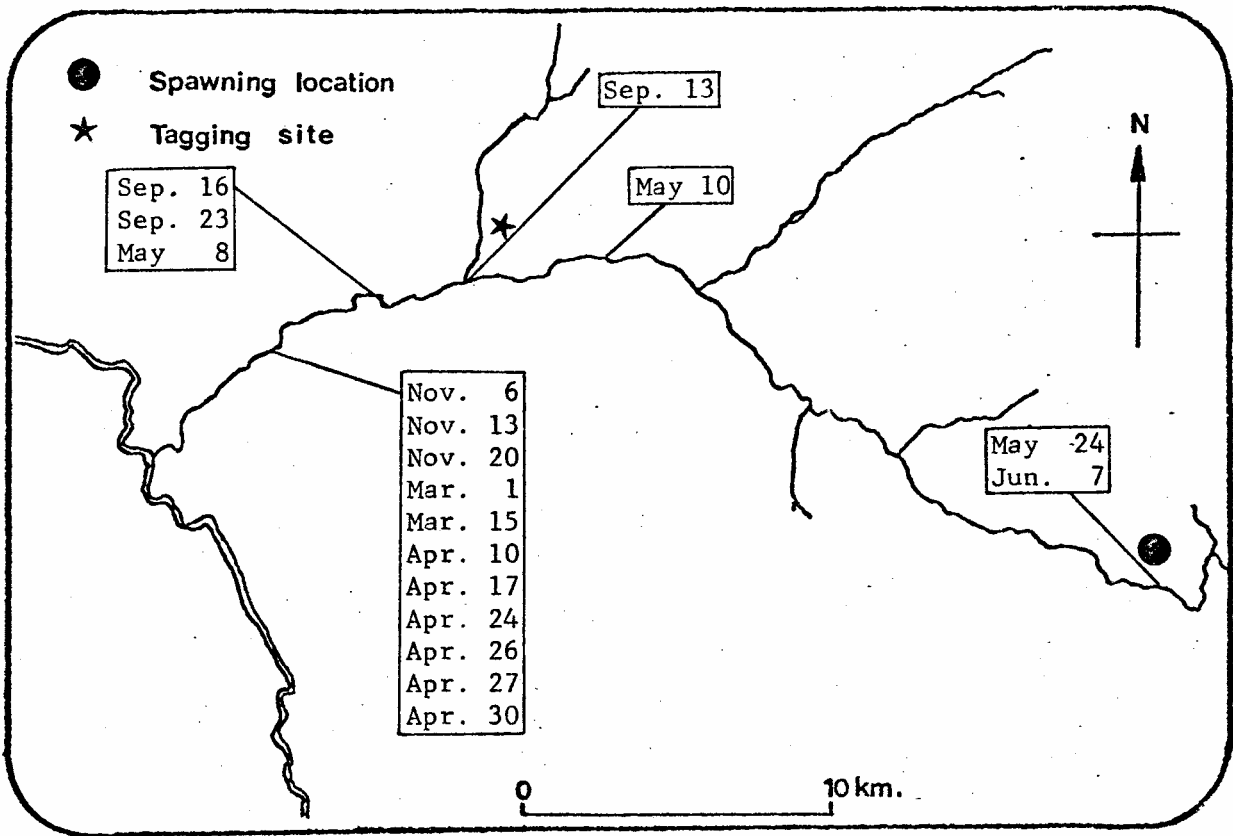 Spawning location
Tagging site
Sep. 13
N
Sep. 16
Sep. 23
May 8
May 10
Nov. 6
Nov. 13
Nov. 20
Mar. 1
Mar. 15
Apr. 10
Apr. 17
Apr. 24
Apr. 26
Apr. 27
Apr. 30
May 24
Jun. 7
0 10 km.